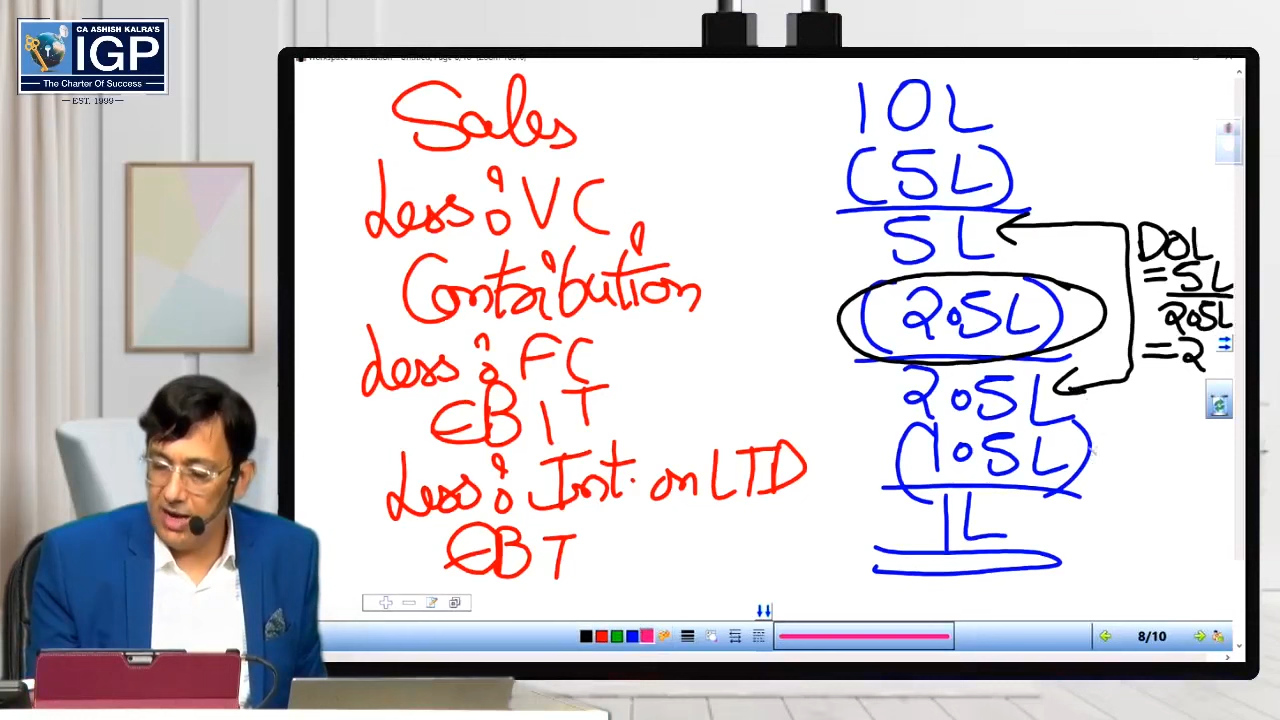 CA ASHISH KALRA'S
IGP
The Charter Of Success
EST. 1999
Sales 10L
Less: VC (5L)
Contribution 5L
Less: FC (2.5L)
EBIT 2.5L
Less: Int. on LTD (1.5L)
EBT 1L
DOL
= 5L
2.5L
= 2
8/10